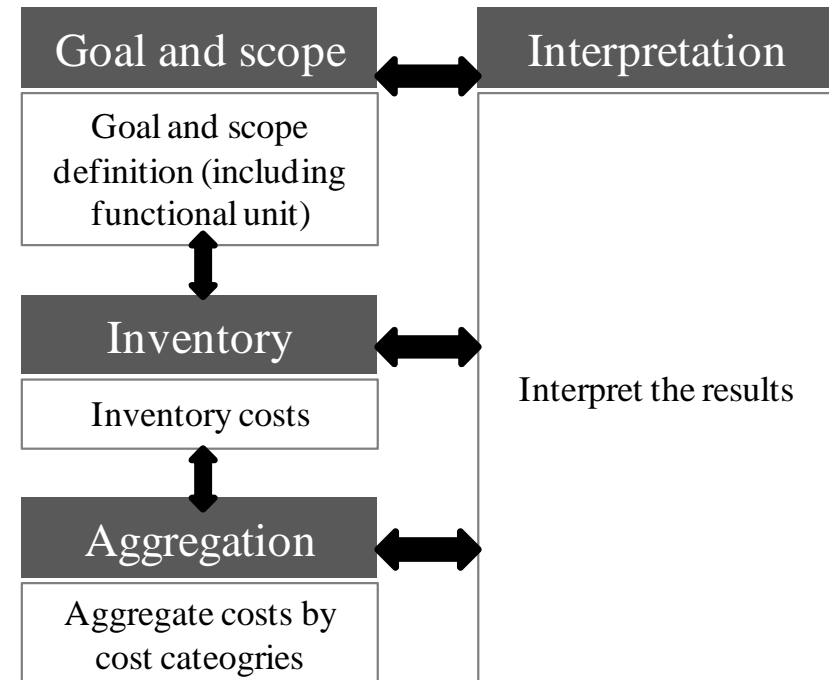 Goal and scope
Goal and scope
definition (including
functional unit)
Inventory
Inventory costs
Aggregation
Aggregate costs by
cost cateogries
Interpretation
Interpret the results